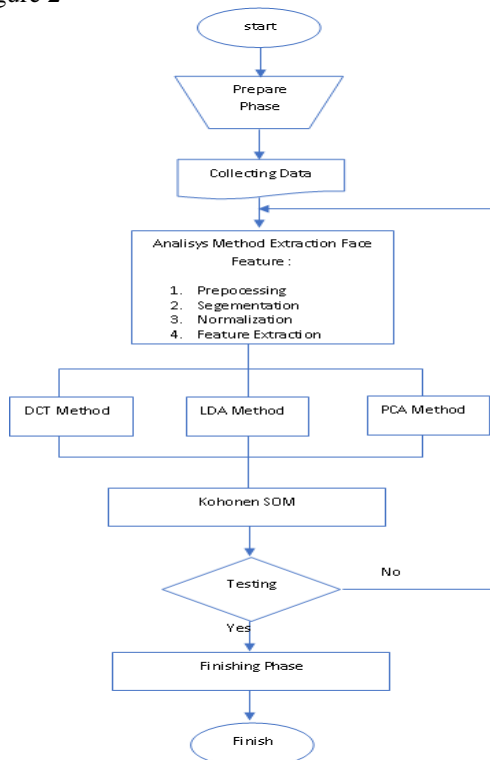 gure 2
start
Prepare
Phase
Collecting Data
Analisys Method Extraction Face
Feature :
1. Prepocessing
2. Segementation
3. Normalization
4. Feature Extraction
DCT Method
LDA Method
PCA Method
Kohonen SOM
Testing
No
Yes
Finishing Phase
Finish